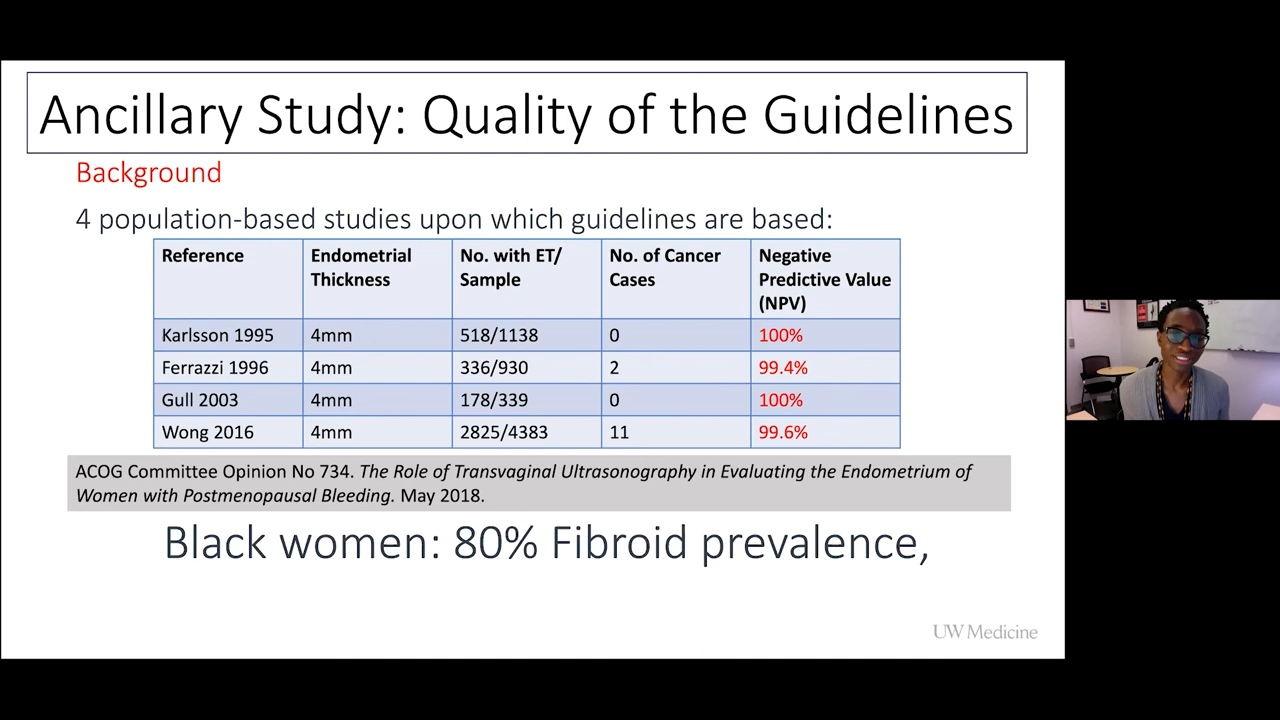 Ancillary Study: Quality of the Guidelines
Background
4 population-based studies upon which guidelines are based:
Reference Endometrial Thickness No. with ET/ Sample No. of Cancer Cases Negative Predictive Value (NPV)
Karlsson 1995 4mm 518/1138 0 100%
Ferrazzi 1996 4mm 336/930 2 99.4%
Gull 2003 4mm 178/339 0 100%
Wong 2016 4mm 2825/4383 11 99.6%
ACOG Committee Opinion No 734. The Role of Transvaginal Ultrasonography in Evaluating the Endometrium of
Women with Postmenopausal Bleeding. May 2018.
Black women: 80% Fibroid prevalence,
UW Medicine